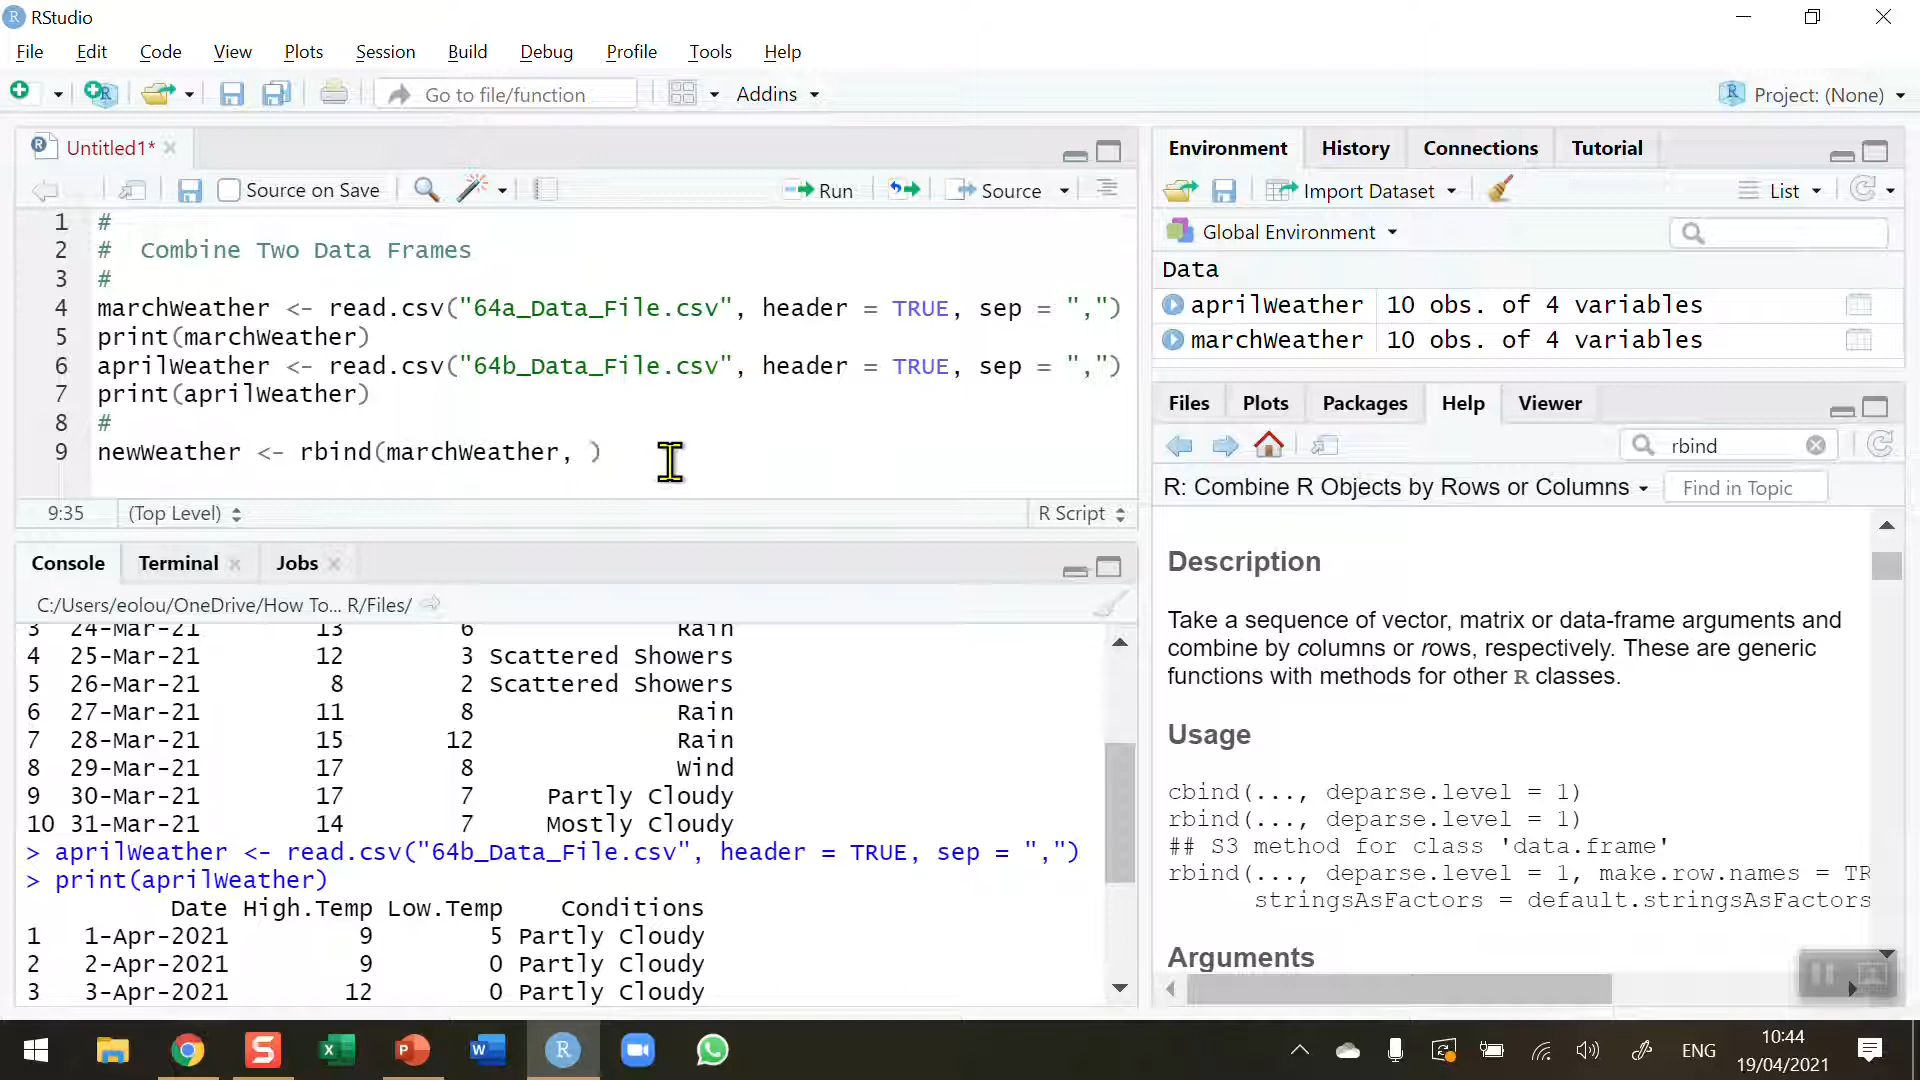 RStudio
File Edit Code View Plots Session Build Debug Profile Tools Help
Go to file/function Addins Project: (None)
Untitled1*
Source on Save Run Source
1 #
2 #  Combine Two Data Frames
3 #
4 marchWeather <- read.csv("64a_Data_File.csv", header = TRUE, sep = ",")
5 print(marchWeather)
6 aprilWeather <- read.csv("64b_Data_File.csv", header = TRUE, sep = ",")
7 print(aprilWeather)
8 #
9 newWeather <- rbind(marchWeather, )
9:35 (Top Level) R Script
Console Terminal Jobs
C:/Users/eolou/OneDrive/How To... R/Files/
3 24-Mar-21 13 6 Rain
4 25-Mar-21 12 3 Scattered Showers
5 26-Mar-21 8 2 Scattered Showers
6 27-Mar-21 11 8 Rain
7 28-Mar-21 15 12 Rain
8 29-Mar-21 17 8 Wind
9 30-Mar-21 17 7 Partly Cloudy
10 31-Mar-21 14 7 Mostly Cloudy
> aprilWeather <- read.csv("64b_Data_File.csv", header = TRUE, sep = ",")
> print(aprilWeather)
Date High.Temp Low.Temp Conditions
1 1-Apr-2021 9 5 Partly Cloudy
2 2-Apr-2021 9 0 Partly Cloudy
3 3-Apr-2021 12 0 Partly Cloudy
Environment History Connections Tutorial
Import Dataset List
Global Environment
Data
aprilWeather 10 obs. of 4 variables
marchWeather 10 obs. of 4 variables
Files Plots Packages Help Viewer
rbind
R: Combine R Objects by Rows or Columns Find in Topic
Description
Take a sequence of vector, matrix or data-frame arguments and
combine by columns or rows, respectively. These are generic
functions with methods for other R classes.
Usage
cbind(..., deparse.level = 1)
rbind(..., deparse.level = 1)
## S3 method for class 'data.frame'
rbind(..., deparse.level = 1, make.row.names = TR
stringsAsFactors = default.stringsAsFactors
Arguments
ENG
10:44
19/04/2021